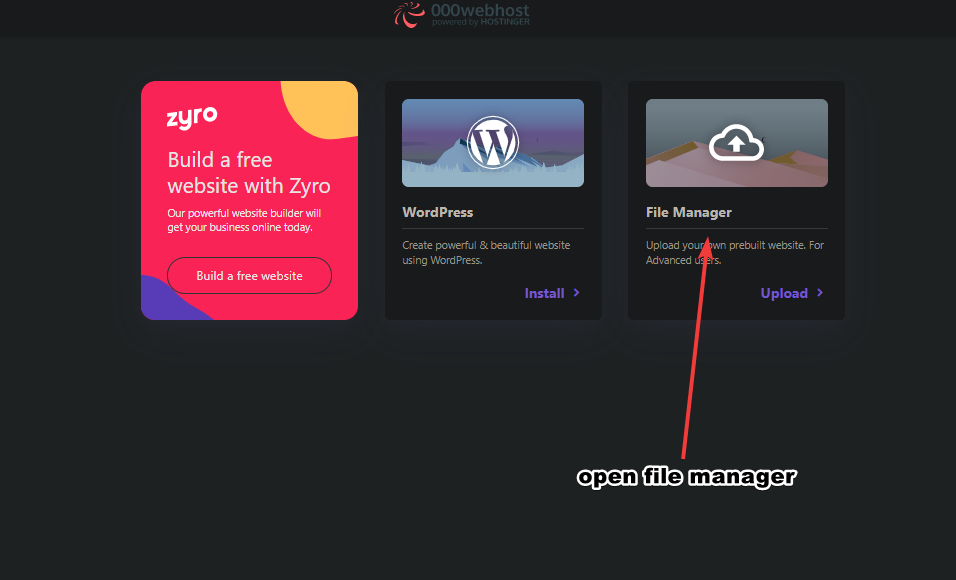 000webhost
powered by HOSTINGER
zyro
Build a free
website with Zyro
Our powerful website builder will
get your business online today.
Build a free website
WordPress
Create powerful & beautiful website
using WordPress.
Install
File Manager
Upload your own prebuilt website. For
Advanced users.
Upload
open file manager